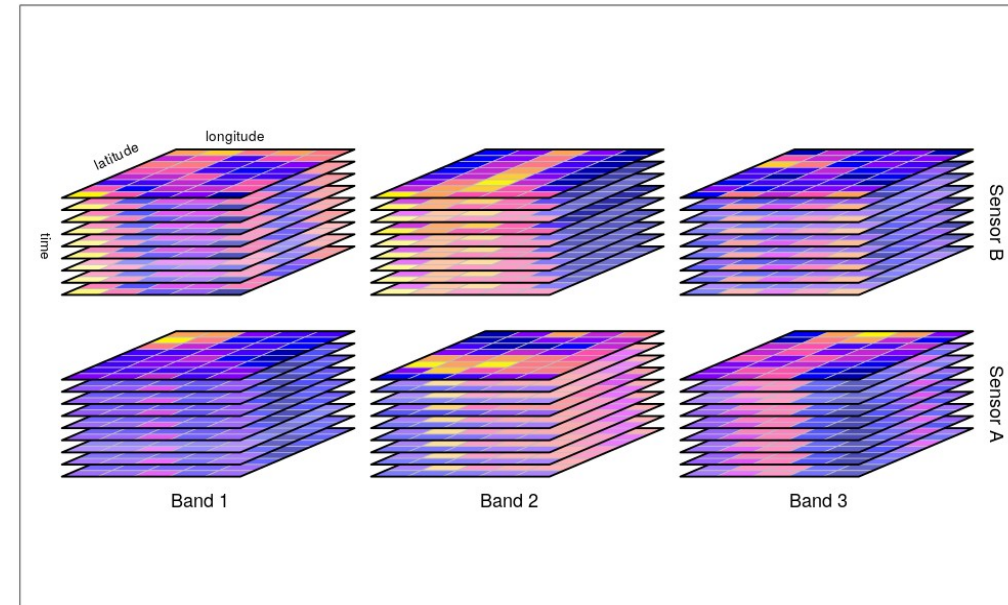 longitude
latitude
time
Sensor B
Sensor A
Band 1
Band 2
Band 3